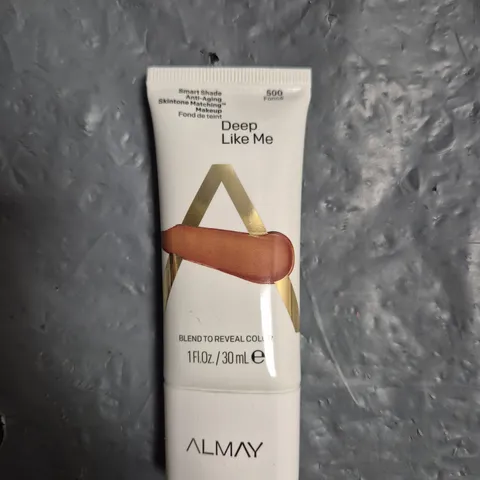 Smart Shade
Anti-Aging
Skintone Matching™
Makeup
Fond de teint
500
Deep
Like Me
BLEND TO REVEAL COLOR
1 Fl.Oz. / 30 mL e
ALMAY